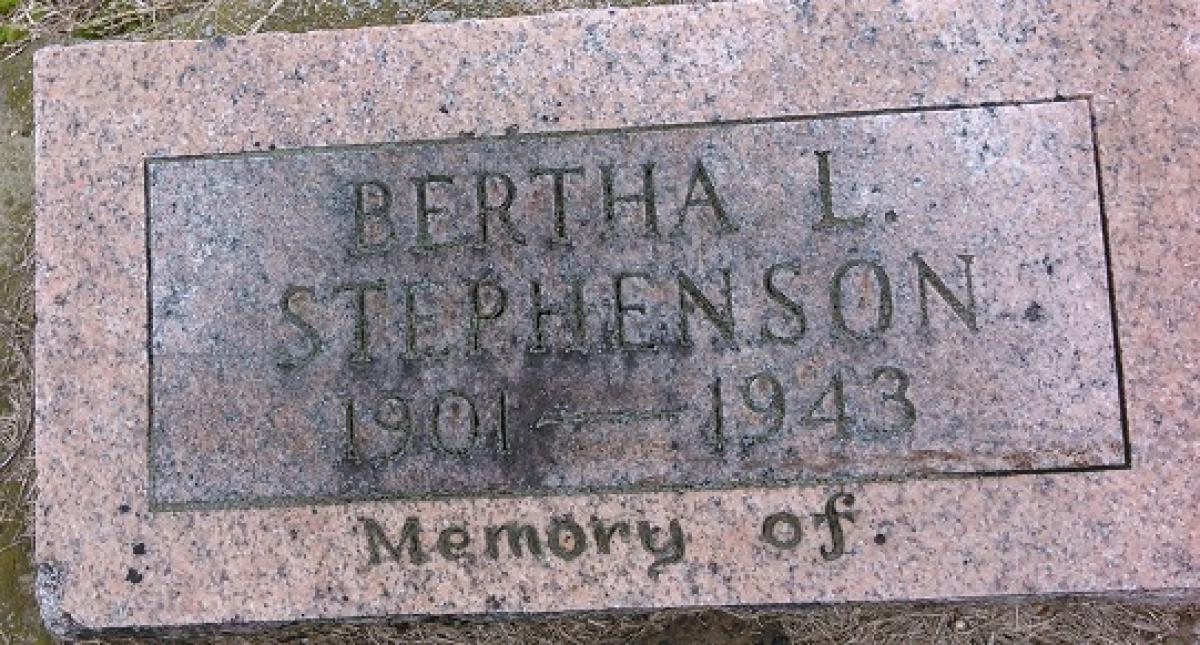 BERTHA L.
STEPHENSON
1901 — 1943
Memory of.